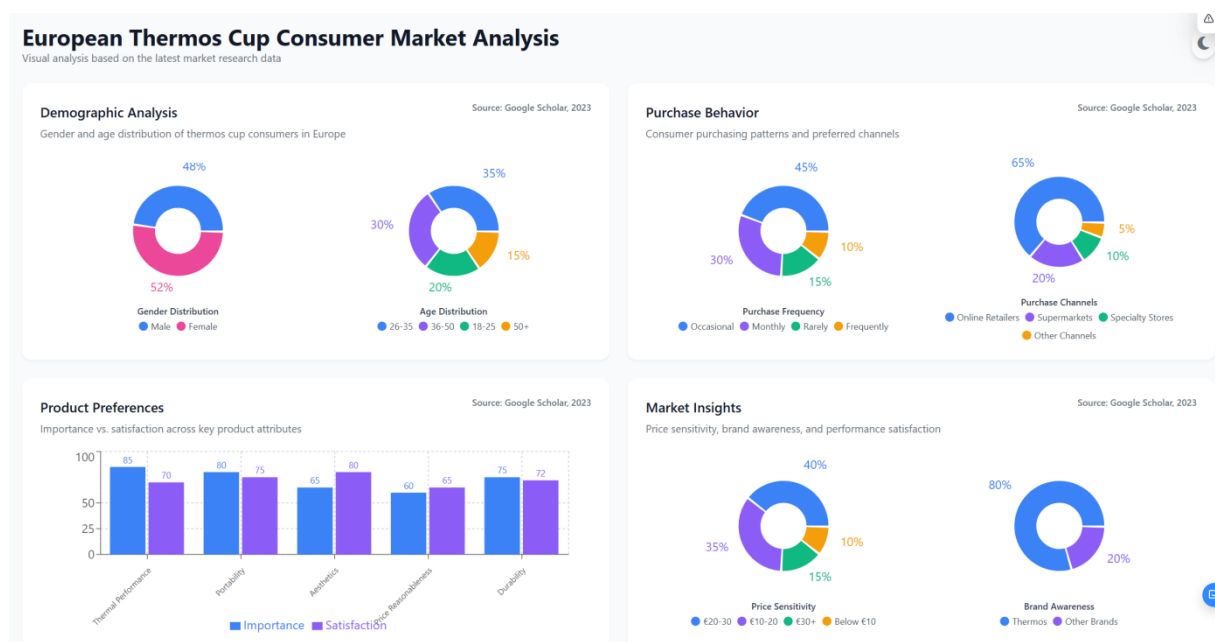 European Thermos Cup Consumer Market Analysis
Visual analysis based on the latest market research data
Demographic Analysis
Source: Google Scholar, 2023
Gender and age distribution of thermos cup consumers in Europe
48%
52%
Gender Distribution
Male Female
35%
30%
15%
20%
Age Distribution
26-35 36-50 18-25 50+
Purchase Behavior
Source: Google Scholar, 2023
Consumer purchasing patterns and preferred channels
45%
30%
10%
15%
Purchase Frequency
Occasional Monthly Rarely Frequently
65%
5%
10%
20%
Purchase Channels
Online Retailers Supermarkets Specialty Stores
Other Channels
Product Preferences
Source: Google Scholar, 2023
Importance vs. satisfaction across key product attributes
100
50
25
0
85 70 80 75 65 80 60 65 75 72
Thermal Performance
Portability
Aesthetics
Price Reasonableness
Durability
Importance Satisfaction
Market Insights
Source: Google Scholar, 2023
Price sensitivity, brand awareness, and performance satisfaction
40%
35%
10%
15%
Price Sensitivity
€20-30 €10-20 €30+ Below €10
80%
20%
Brand Awareness
Thermos Other Brands